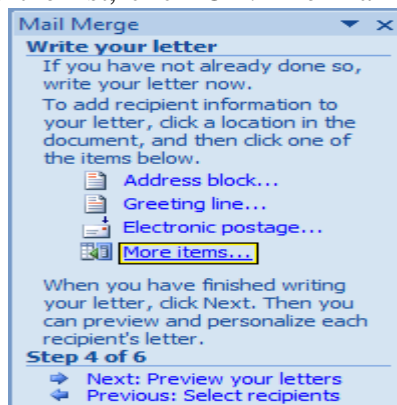 Mail Merge
Write your letter
If you have not already done so,
write your letter now.
To add recipient information to
your letter, click a location in the
document, and then click one of
the items below.
Address block...
Greeting line...
Electronic postage...
More items...
When you have finished writing
your letter, click Next. Then you
can preview and personalize each
recipient's letter.
Step 4 of 6
Next: Preview your letters
Previous: Select recipients